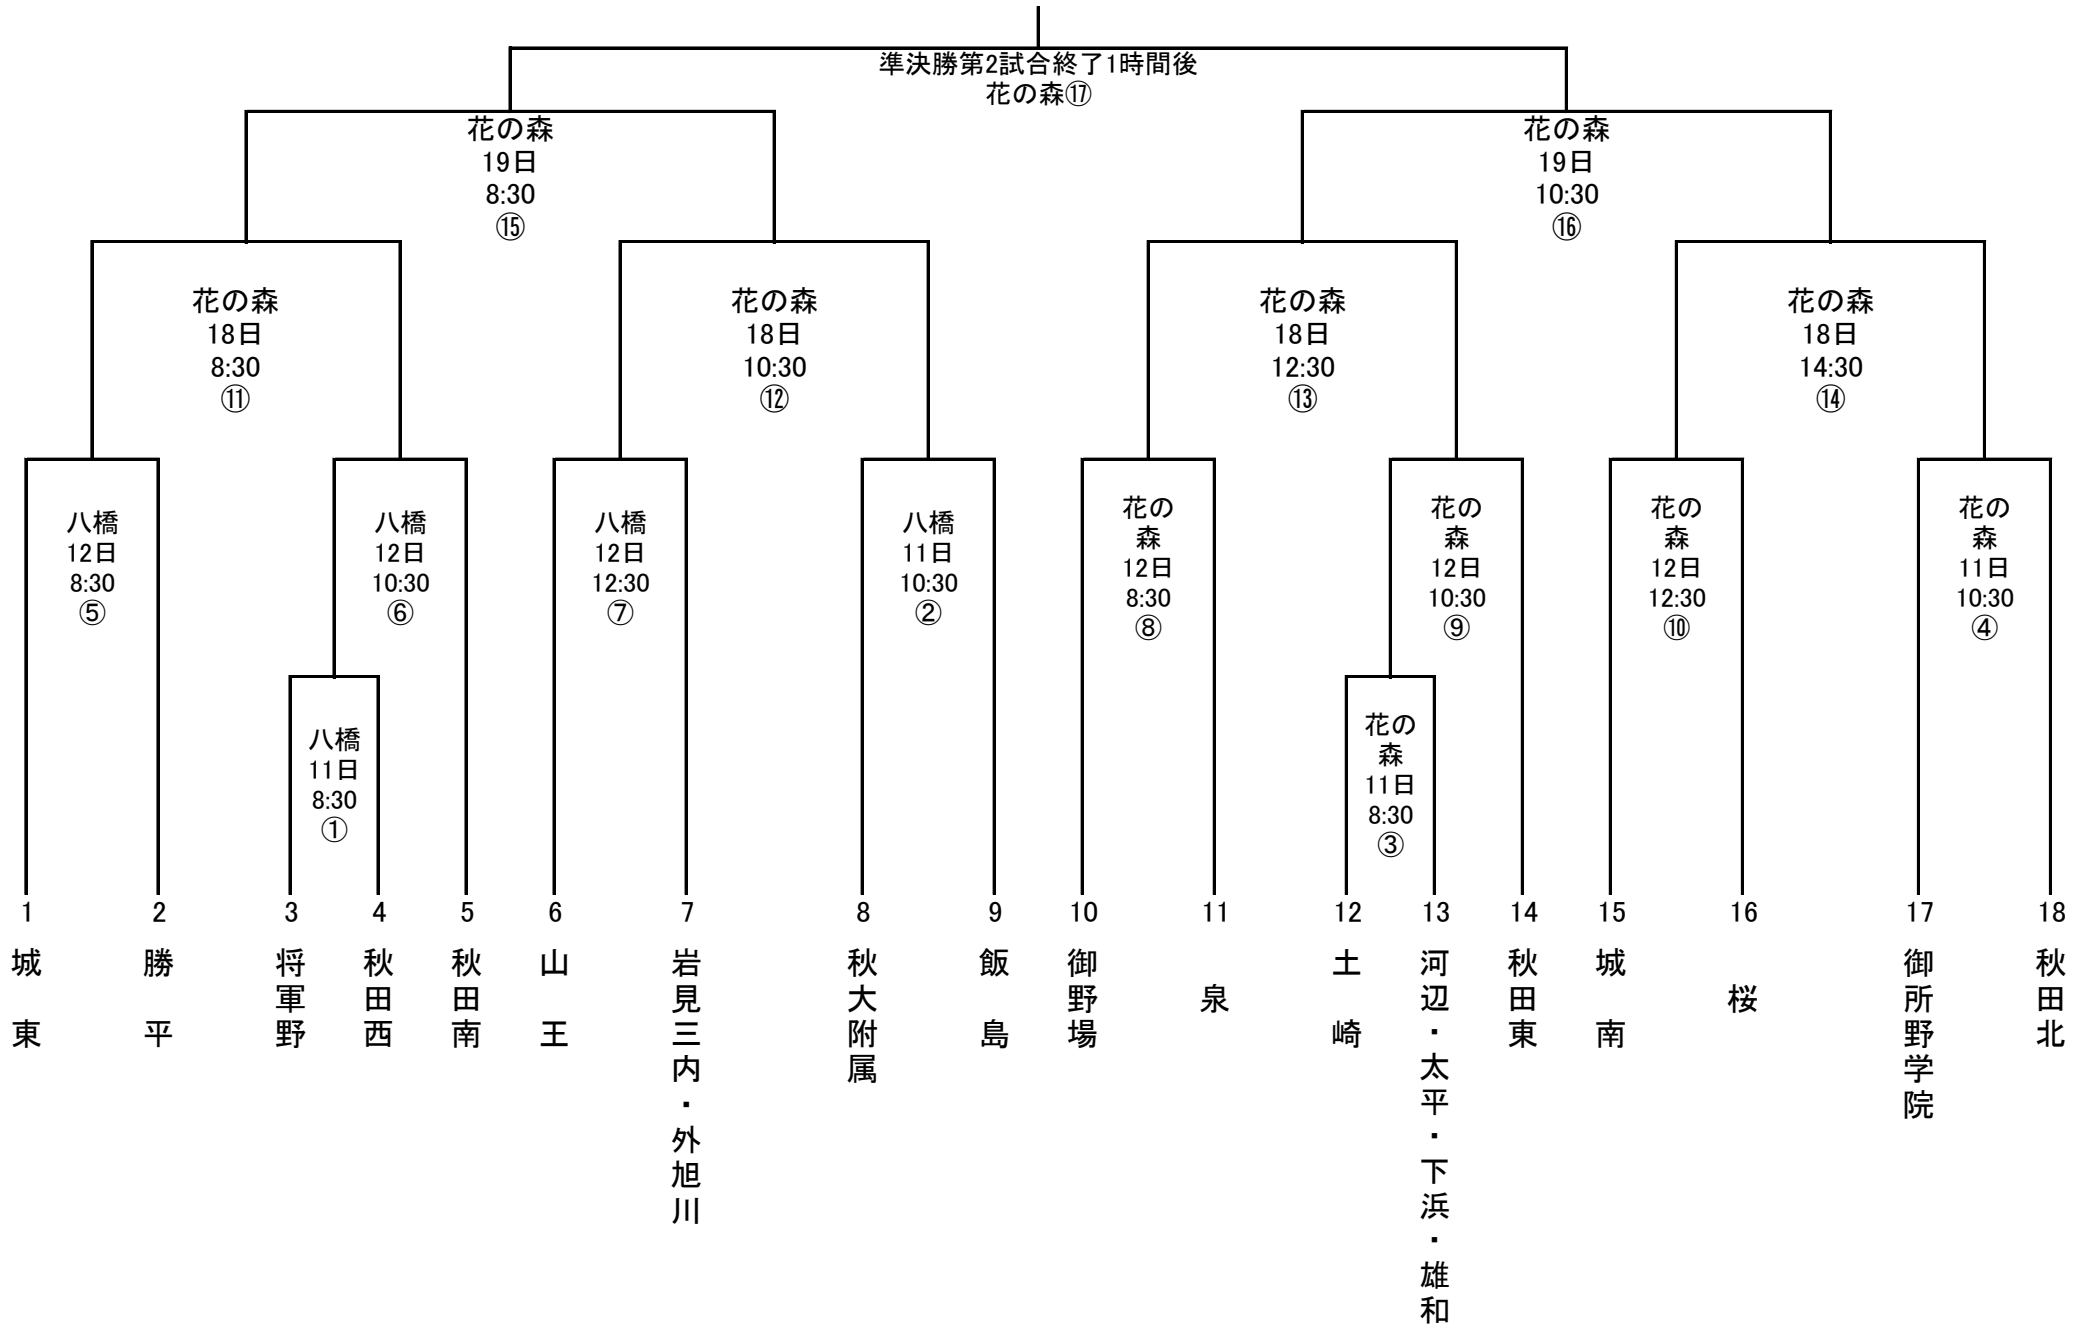 準決勝第2試合終了1時間後
花の森⑰
花の森
19日
8:30
⑮
花の森
19日
10:30
⑯
花の森
18日
8:30
⑪
花の森
18日
10:30
⑫
花の森
18日
12:30
⑬
花の森
18日
14:30
⑭
八橋
12日
8:30
⑤
八橋
12日
10:30
⑥
八橋
12日
12:30
⑦
八橋
11日
10:30
②
花の
森
12日
8:30
⑧
花の
森
12日
10:30
⑨
花の
森
12日
12:30
⑩
花の
森
11日
10:30
④
八橋
11日
8:30
①
花の
森
11日
8:30
③
1
城東
2
勝平
3
将軍野
4
秋田西
5
秋田南
6
山王
7
岩見三内・外旭川
8
秋大附属
9
飯島
10
御野場
11
泉
12
土崎
13
河辺・太平・下浜・雄和
14
秋田東
15
城南
16
桜
17
御所野学院
18
秋田北